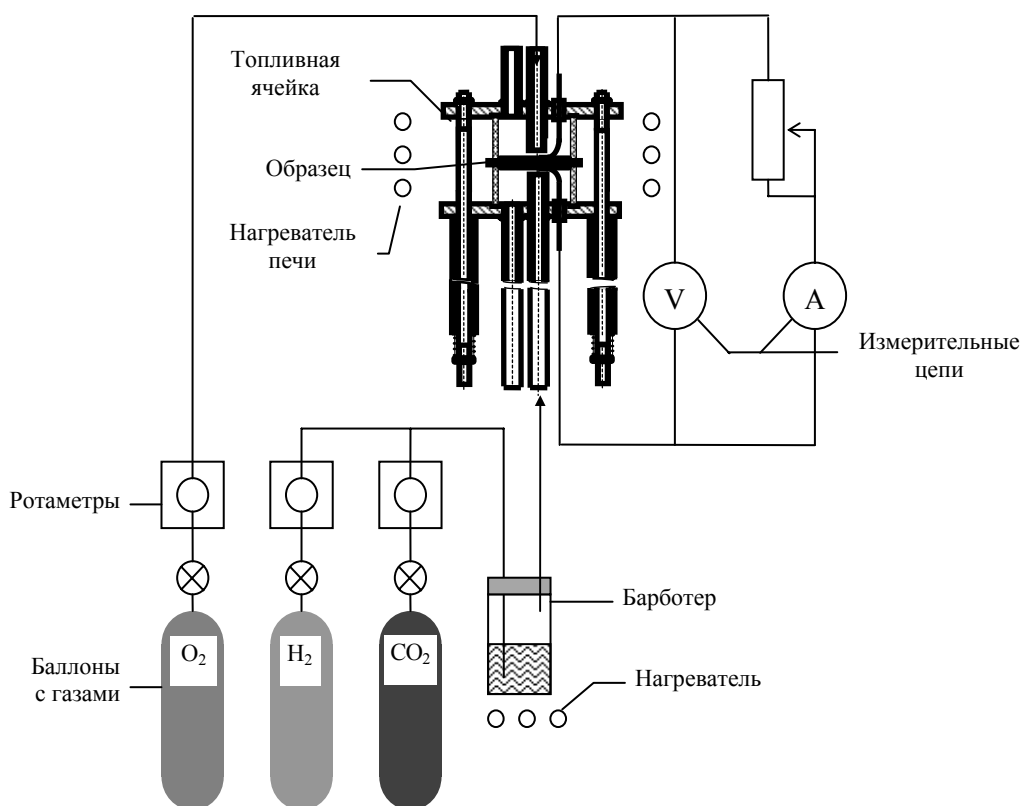 Топливная
ячейка
Образец
Нагреватель
печи
V
A
Измерительные
цепи
Ротаметры
Барботер
O₂
H₂
CO₂
Баллоны
с газами
Нагреватель